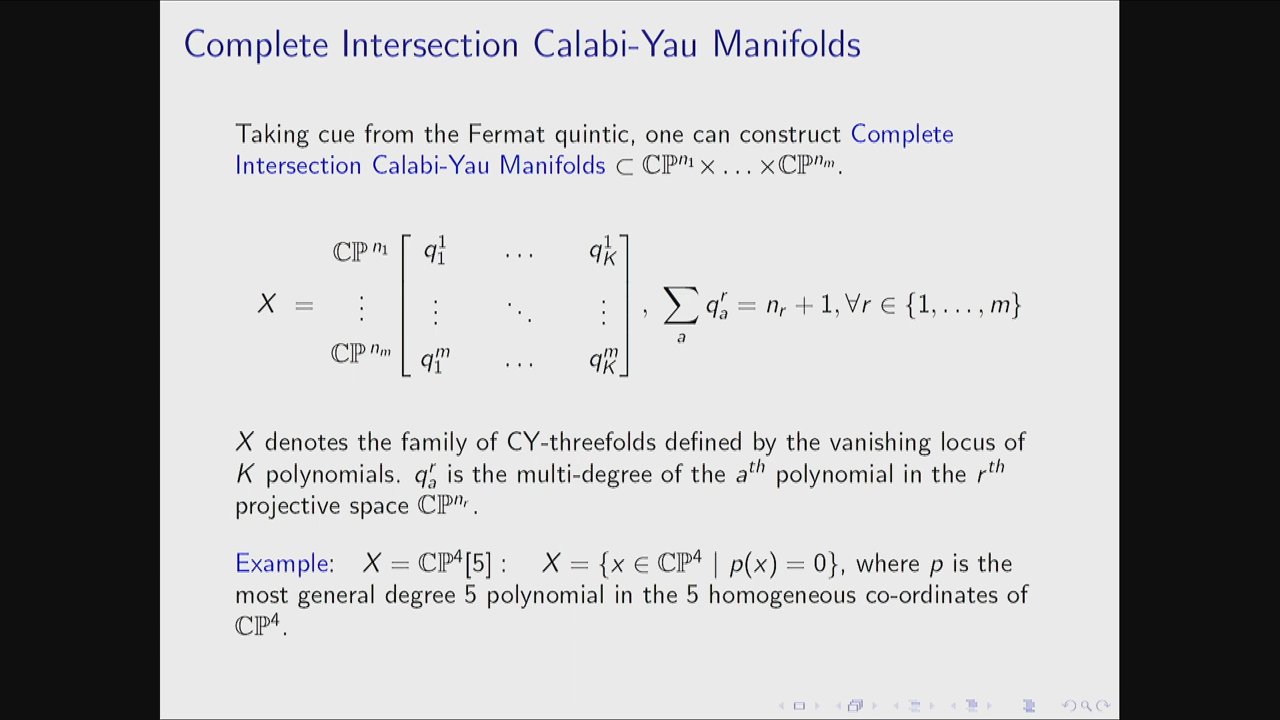 Complete Intersection Calabi-Yau Manifolds
Taking cue from the Fermat quintic, one can construct Complete
Intersection Calabi-Yau Manifolds ⊂ ℂℙ^{n_1} × . . . × ℂℙ^{n_m}.
X = ℂℙ^{n_1} ⋮ ℂℙ^{n_m} [ q_1^1 ⋯ q_K^1 ; ⋮ ⋱ ⋮ ; q_1^m ⋯ q_K^m ] , ∑_a q_a^r = n_r + 1, ∀r ∈ {1, . . . , m}
X denotes the family of CY-threefolds defined by the vanishing locus of
K polynomials. q_a^r is the multi-degree of the a^{th} polynomial in the r^{th}
projective space ℂℙ^{n_r}.
Example: X = ℂℙ^4[5] : X = {x ∈ ℂℙ^4 | p(x) = 0}, where p is the
most general degree 5 polynomial in the 5 homogeneous co-ordinates of
ℂℙ^4.